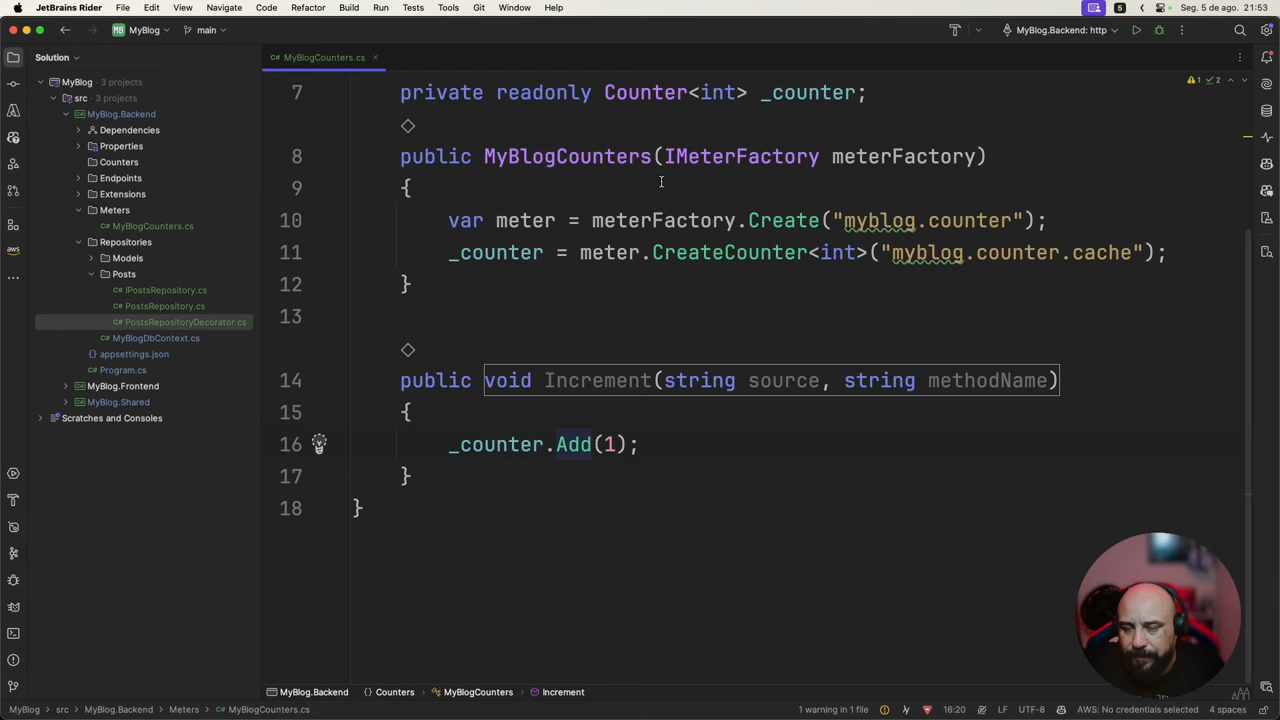 JetBrains Rider File Edit View Navigate Code Refactor Build Run Tests Tools Git Window Help 5 Seg. 5 de ago. 21:53
MB MyBlog main MyBlog.Backend: http
Solution
MyBlogCounters.cs
MyBlog 3 projects
src 3 projects
MyBlog.Backend
Dependencies
Properties
Counters
Endpoints
Extensions
Meters
C# MyBlogCounters.cs
Repositories
Models
Posts
C# IPostsRepository.cs
C# PostsRepository.cs
C# PostsRepositoryDecorator.cs
C# MyBlogDbContext.cs
appsettings.json
C# Program.cs
MyBlog.Frontend
MyBlog.Shared
Scratches and Consoles
aws
1 2
7 private readonly Counter<int> _counter;
8 public MyBlogCounters(IMeterFactory meterFactory)
9 {
10 var meter = meterFactory.Create("myblog.counter");
11 _counter = meter.CreateCounter<int>("myblog.counter.cache");
12 }
13
14 public void Increment(string source, string methodName)
15 {
16 _counter.Add(1);
17 }
18 }
MyBlog.Backend Counters MyBlogCounters Increment
MyBlog > src > MyBlog.Backend > Meters > C# MyBlogCounters.cs 1 warning in 1 file 16:20 LF UTF-8 AWS: No credentials selected 4 spaces